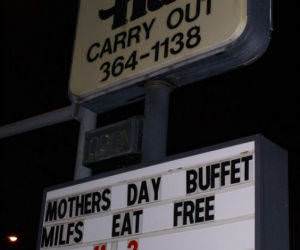 CARRY OUT
364-1138
MOTHERS DAY BUFFET
MILFS EAT FREE